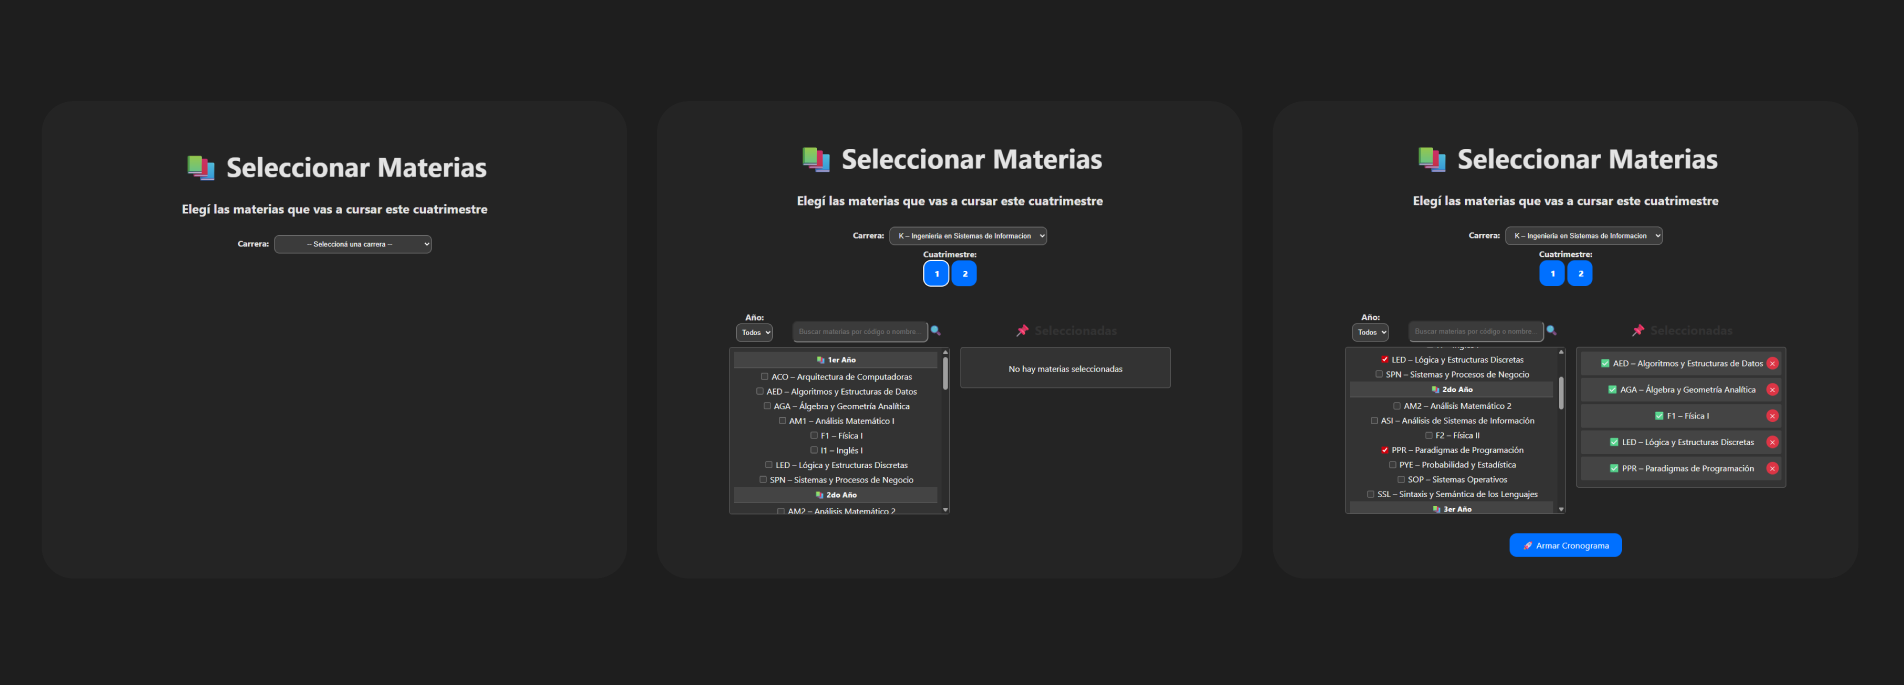 Seleccionar Materias
Elegí las materias que vas a cursar este cuatrimestre
Carrera: -- Seleccioná una carrera --
Seleccionar Materias
Elegí las materias que vas a cursar este cuatrimestre
Carrera: K – Ingenieria en Sistemas de Informacion
Cuatrimestre:
1 2
Año:
Todos
Buscar materias por código o nombre...
1er Año
ACO – Arquitectura de Computadoras
AED – Algoritmos y Estructuras de Datos
AGA – Álgebra y Geometría Analítica
AM1 – Análisis Matemático I
F1 – Física I
I1 – Inglés I
LED – Lógica y Estructuras Discretas
SPN – Sistemas y Procesos de Negocio
2do Año
AM2 – Análisis Matemático 2
Seleccionadas
No hay materias seleccionadas
Seleccionar Materias
Elegí las materias que vas a cursar este cuatrimestre
Carrera: K – Ingenieria en Sistemas de Informacion
Cuatrimestre:
1 2
Año:
Todos
Buscar materias por código o nombre...
LED – Lógica y Estructuras Discretas
SPN – Sistemas y Procesos de Negocio
2do Año
AM2 – Análisis Matemático 2
ASI – Análisis de Sistemas de Información
F2 – Física II
PPR – Paradigmas de Programación
PYE – Probabilidad y Estadística
SOP – Sistemas Operativos
SSL – Sintaxis y Semántica de los Lenguajes
3er Año
Seleccionadas
AED – Algoritmos y Estructuras de Datos
AGA – Álgebra y Geometría Analítica
F1 – Física I
LED – Lógica y Estructuras Discretas
PPR – Paradigmas de Programación
Armar Cronograma